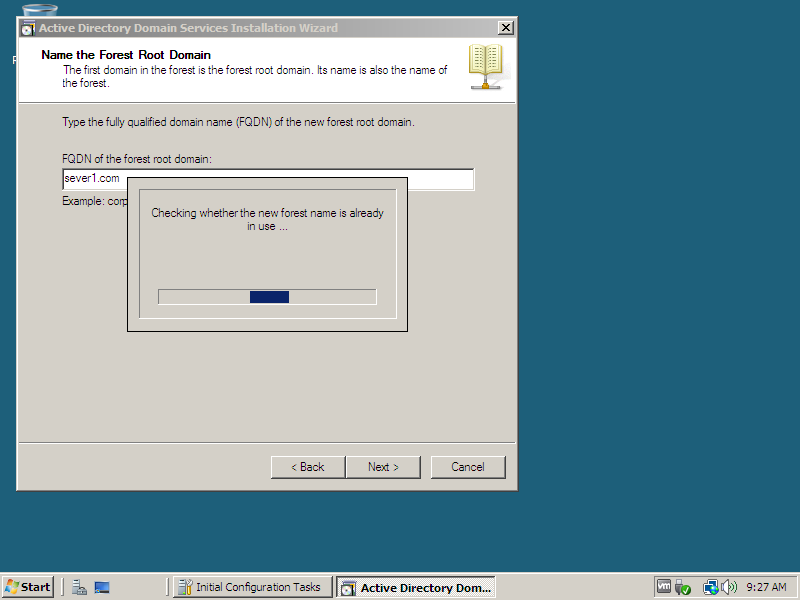 Active Directory Domain Services Installation Wizard
Name the Forest Root Domain
The first domain in the forest is the forest root domain. Its name is also the name of
the forest.
Type the fully qualified domain name (FQDN) of the new forest root domain.
FQDN of the forest root domain:
sever1.com
Example: corp
Checking whether the new forest name is already
in use ...
< Back
Next >
Cancel
Start
Initial Configuration Tasks
Active Directory Dom...
vm
9:27 AM